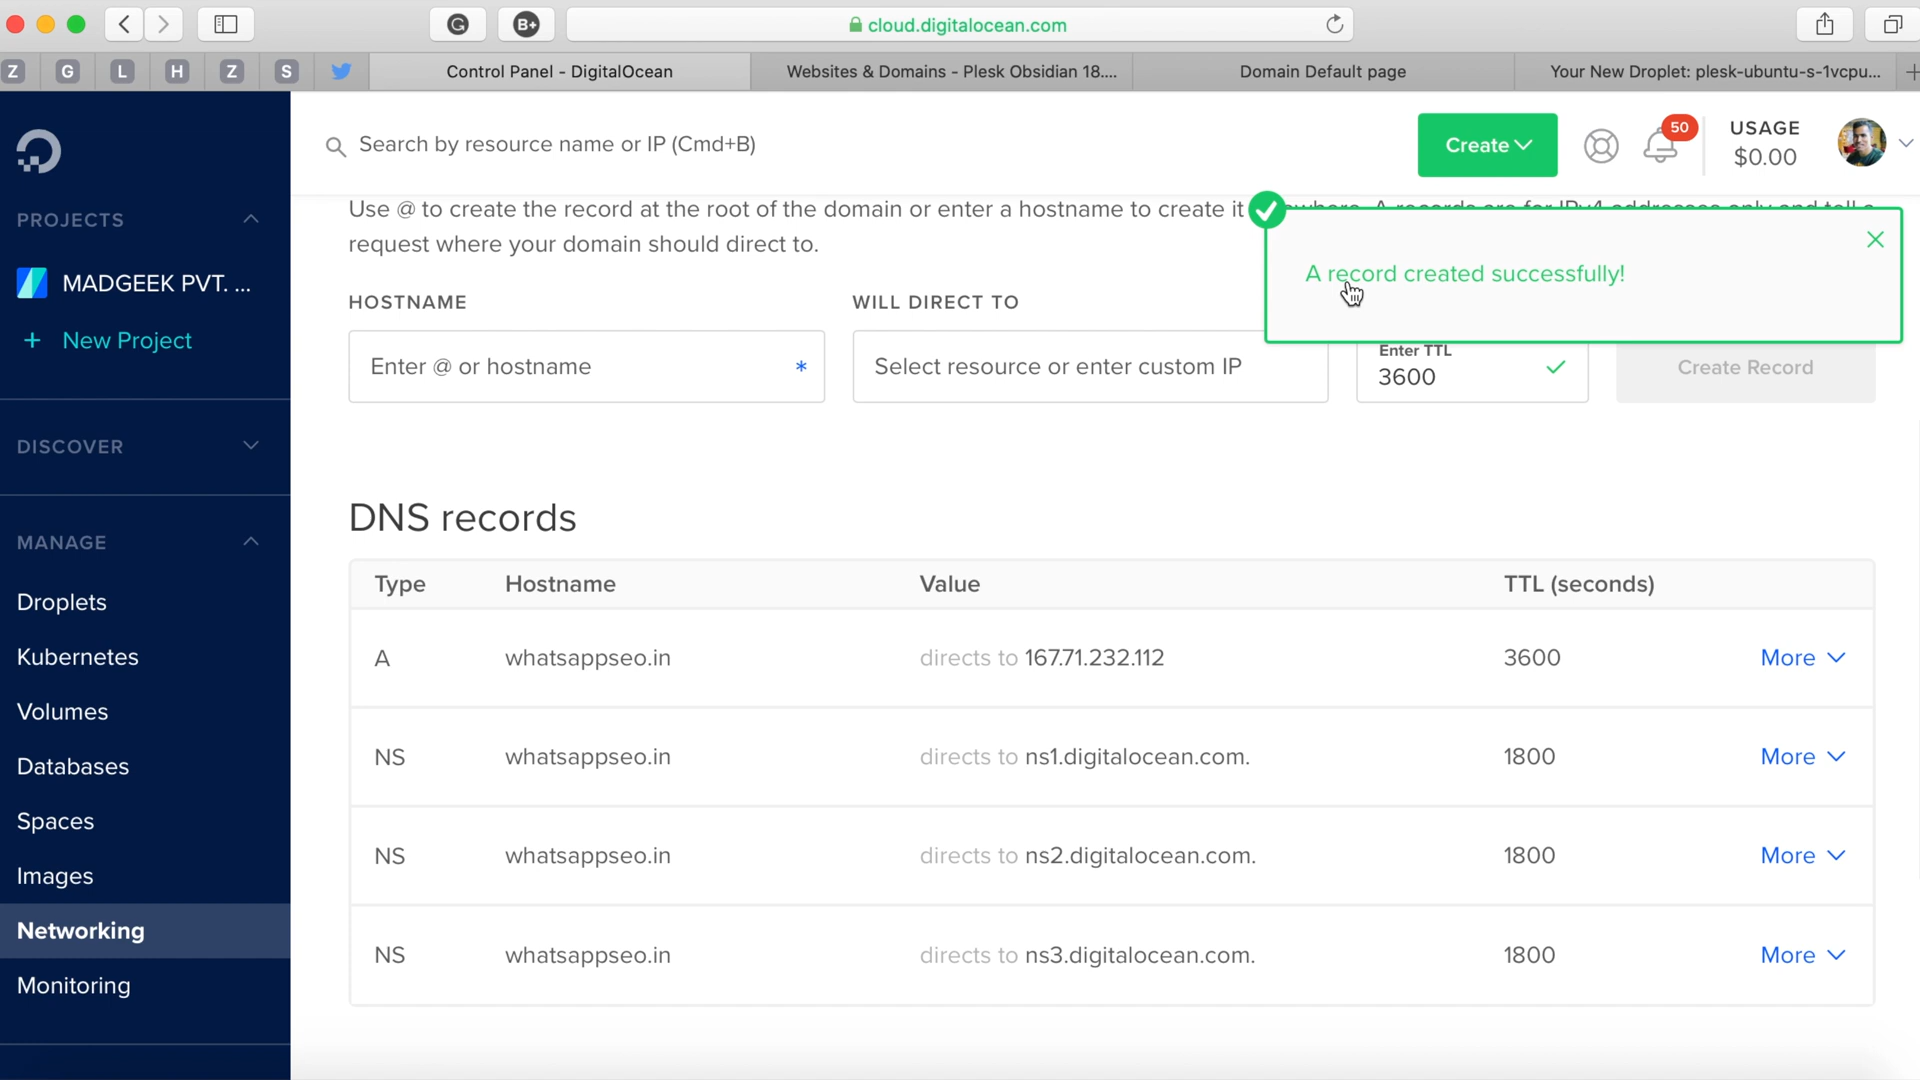 G
B+
cloud.digitalocean.com
Z
G
L
H
Z
S
Control Panel - DigitalOcean
Websites & Domains - Plesk Obsidian 18....
Domain Default page
Your New Droplet: plesk-ubuntu-s-1vcpu...
Search by resource name or IP (Cmd+B)
Create
50
USAGE
$0.00
PROJECTS
MADGEEK PVT. ...
+ New Project
DISCOVER
MANAGE
Droplets
Kubernetes
Volumes
Databases
Spaces
Images
Networking
Monitoring
Use @ to create the record at the root of the domain or enter a hostname to create it
request where your domain should direct to.
A record created successfully!
HOSTNAME
WILL DIRECT TO
Enter @ or hostname *
Select resource or enter custom IP
Enter TTL
3600
Create Record
DNS records
Type Hostname Value TTL (seconds)
A whatsappseo.in directs to 167.71.232.112 3600 More
NS whatsappseo.in directs to ns1.digitalocean.com. 1800 More
NS whatsappseo.in directs to ns2.digitalocean.com. 1800 More
NS whatsappseo.in directs to ns3.digitalocean.com. 1800 More